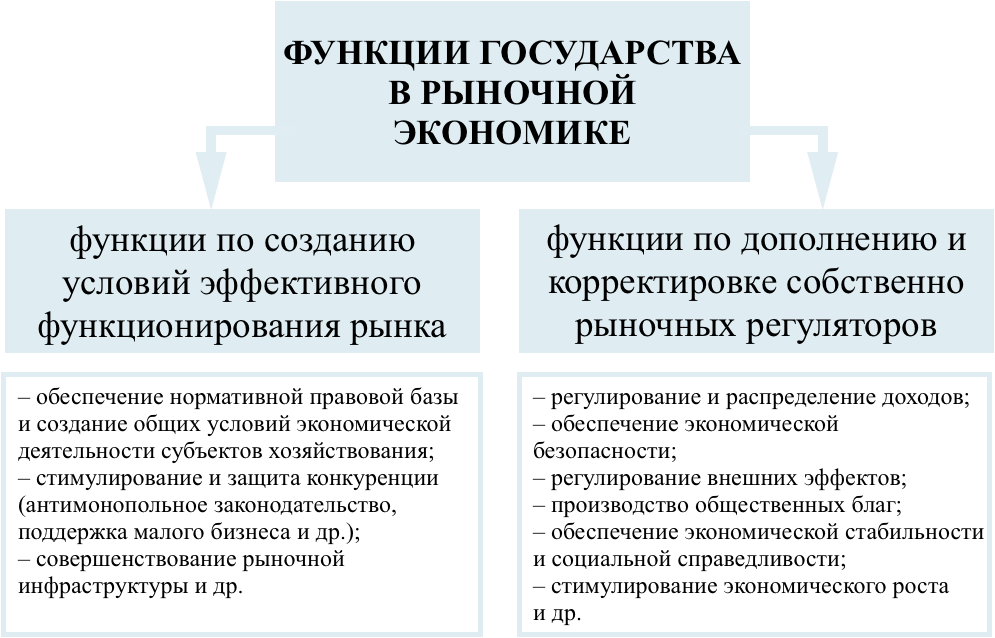 ФУНКЦИИ ГОСУДАРСТВА
В РЫНОЧНОЙ
ЭКОНОМИКЕ
функции по созданию
условий эффективного
функционирования рынка
– обеспечение нормативной правовой базы
и создание общих условий экономической
деятельности субъектов хозяйствования;
– стимулирование и защита конкуренции
(антимонопольное законодательство,
поддержка малого бизнеса и др.);
– совершенствование рыночной
инфраструктуры и др.
функции по дополнению и
корректировке собственно
рыночных регуляторов
– регулирование и распределение доходов;
– обеспечение экономической
безопасности;
– регулирование внешних эффектов;
– производство общественных благ;
– обеспечение экономической стабильности
и социальной справедливости;
– стимулирование экономического роста
и др.